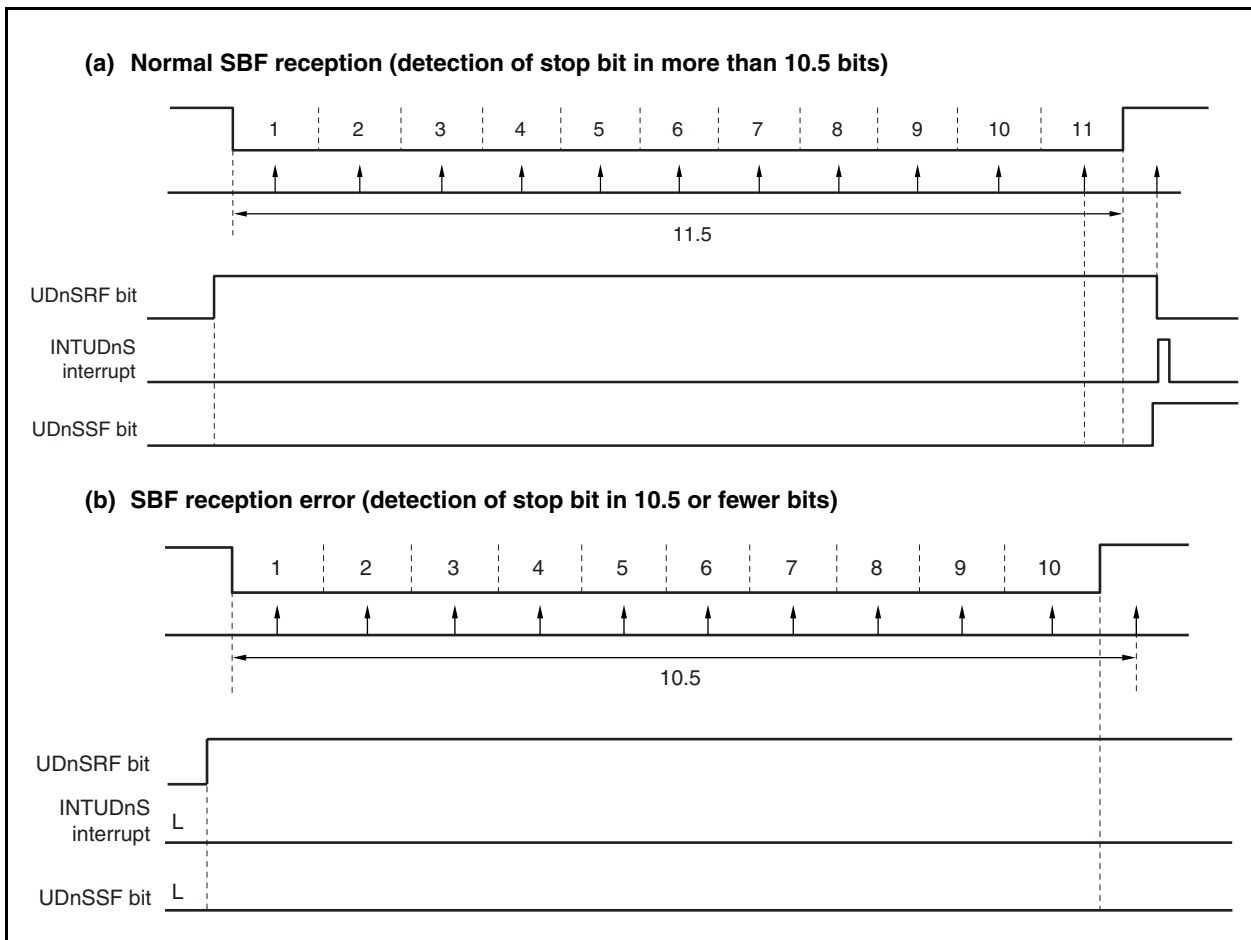 (a) Normal SBF reception (detection of stop bit in more than 10.5 bits)
1 2 3 4 5 6 7 8 9 10 11
11.5
UDnSRF bit
INTUDnS
interrupt
UDnSSF bit
(b) SBF reception error (detection of stop bit in 10.5 or fewer bits)
1 2 3 4 5 6 7 8 9 10
10.5
UDnSRF bit
INTUDnS
interrupt L
UDnSSF bit L